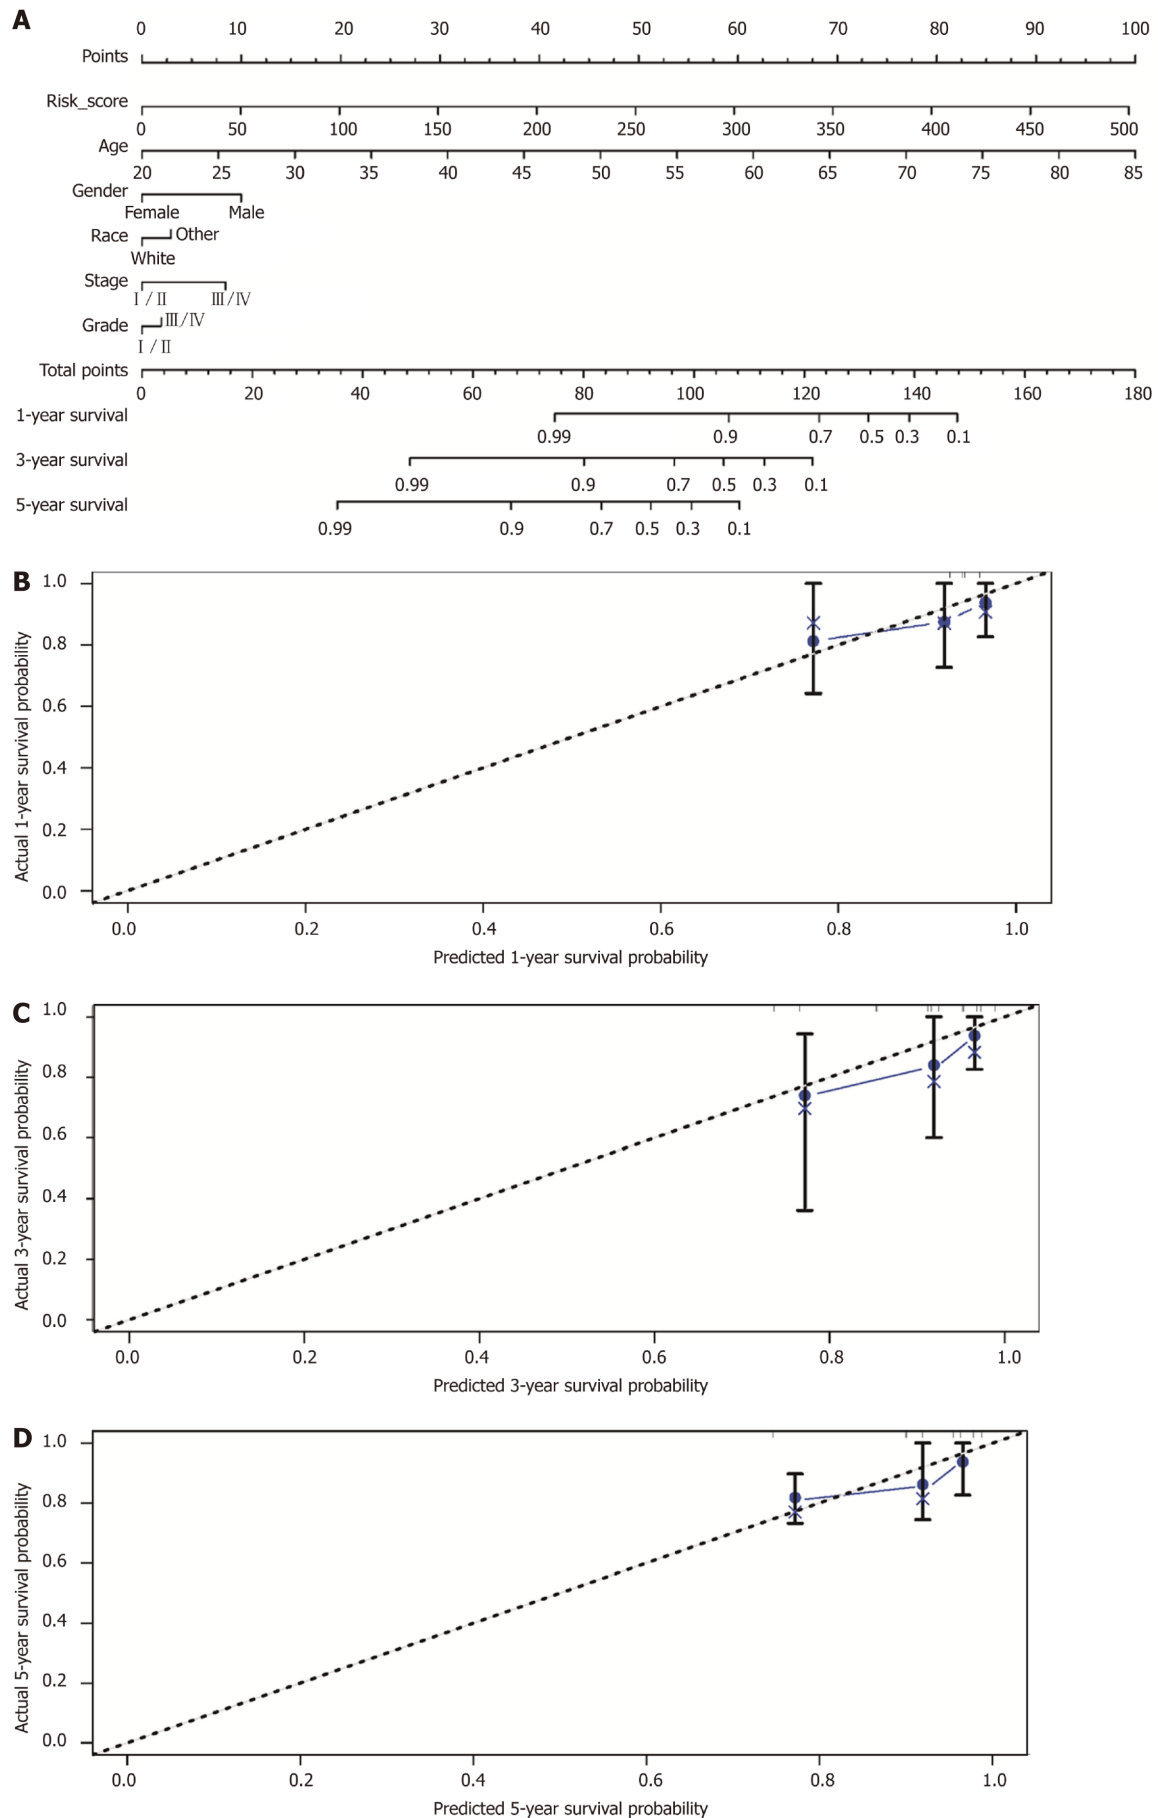 A
0 10 20 30 40 50 60 70 80 90 100
Points
Risk_score
0 50 100 150 200 250 300 350 400 450 500
Age
20 25 30 35 40 45 50 55 60 65 70 75 80 85
Gender
Female Male
Race Other
White
Stage
Ⅰ/Ⅱ Ⅲ/Ⅳ
Grade Ⅲ/Ⅳ
Ⅰ/Ⅱ
Total points
0 20 40 60 80 100 120 140 160 180
1-year survival
0.99 0.9 0.7 0.5 0.3 0.1
3-year survival
0.99 0.9 0.7 0.5 0.3 0.1
5-year survival
0.99 0.9 0.7 0.5 0.3 0.1
B
Actual 1-year survival probability
1.0
0.8
0.6
0.4
0.2
0.0
0.0 0.2 0.4 0.6 0.8 1.0
Predicted 1-year survival probability
C
Actual 3-year survival probability
1.0
0.8
0.6
0.4
0.2
0.0
0.0 0.2 0.4 0.6 0.8 1.0
Predicted 3-year survival probability
D
Actual 5-year survival probability
1.0
0.8
0.6
0.4
0.2
0.0
0.0 0.2 0.4 0.6 0.8 1.0
Predicted 5-year survival probability